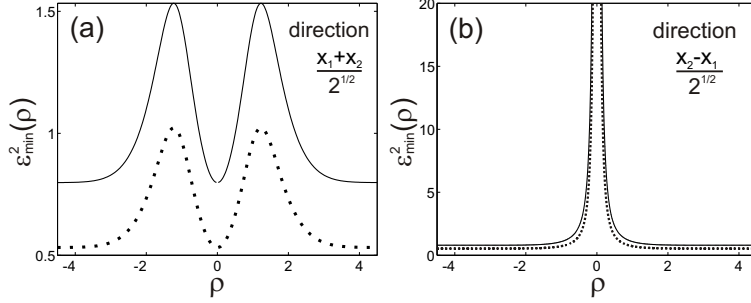 (a)
direction
x₁+x₂
2^{1/2}
ε²min(ρ)
1.5
1
0.5
-4 -2 0 2 4
ρ
(b)
direction
x₂-x₁
2^{1/2}
ε²min(ρ)
20
15
10
5
0
-4 -2 0 2 4
ρ